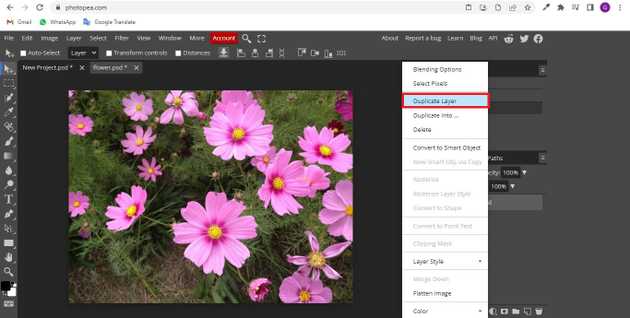 photopea.com
Gmail WhatsApp Google Translate
G
File Edit Image Layer Select Filter View Window More Account
About Report a bug Learn Blog API
Auto-Select Layer Transform controls Distances
New Project.psd * flower.psd *
Blending Options
Select Pixels
Duplicate Layer
Duplicate Into ...
Delete
Convert to Smart Object
New Smart Obj. via Copy
Rasterize
Rasterize Layer Style
Convert to Shape
Convert to Point Text
Clipping Mask
Layer Style
Merge Down
Flatten Image
Color
Paths
100%
100%